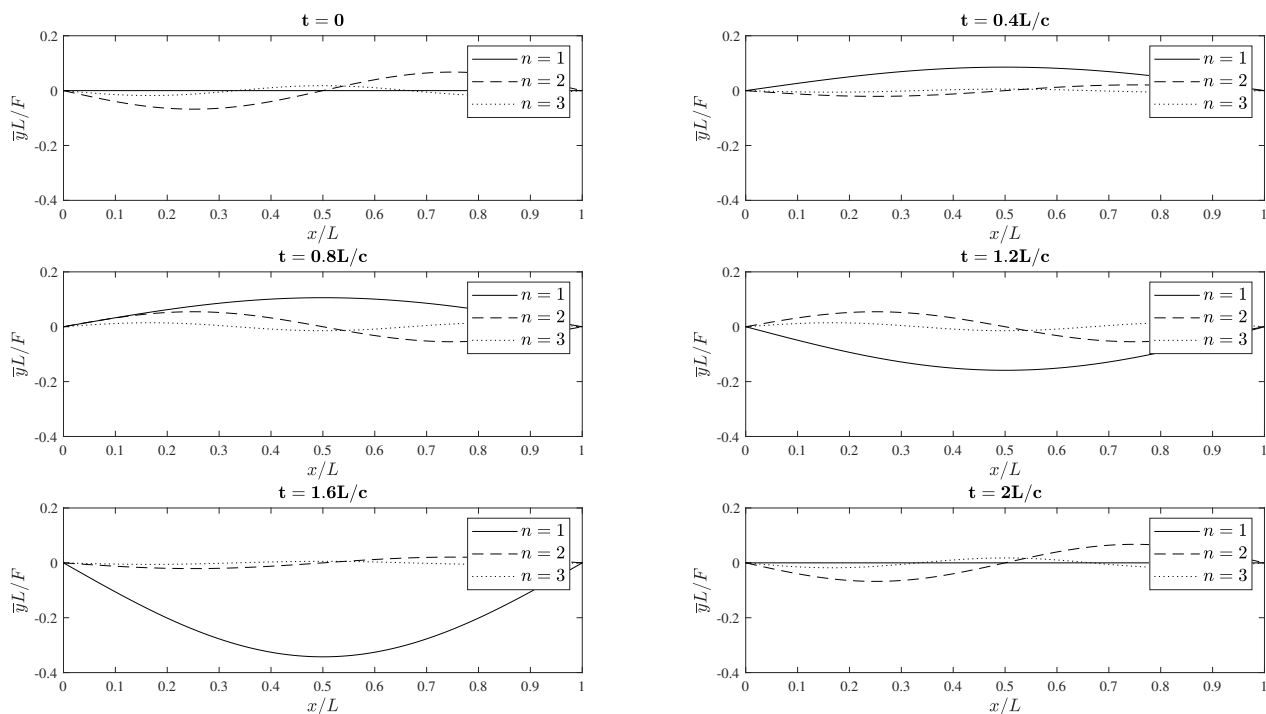 t = 0
0.2
0
-0.2
-0.4
y̅L/F
n = 1
n = 2
n = 3
0 0.1 0.2 0.3 0.4 0.5 0.6 0.7 0.8 0.9 1
x/L
t = 0.4L/c
0.2
0
-0.2
-0.4
y̅L/F
n = 1
n = 2
n = 3
0 0.1 0.2 0.3 0.4 0.5 0.6 0.7 0.8 0.9 1
x/L
t = 0.8L/c
0.2
0
-0.2
-0.4
y̅L/F
n = 1
n = 2
n = 3
0 0.1 0.2 0.3 0.4 0.5 0.6 0.7 0.8 0.9 1
x/L
t = 1.2L/c
0.2
0
-0.2
-0.4
y̅L/F
n = 1
n = 2
n = 3
0 0.1 0.2 0.3 0.4 0.5 0.6 0.7 0.8 0.9 1
x/L
t = 1.6L/c
0.2
0
-0.2
-0.4
y̅L/F
n = 1
n = 2
n = 3
0 0.1 0.2 0.3 0.4 0.5 0.6 0.7 0.8 0.9 1
x/L
t = 2L/c
0.2
0
-0.2
-0.4
y̅L/F
n = 1
n = 2
n = 3
0 0.1 0.2 0.3 0.4 0.5 0.6 0.7 0.8 0.9 1
x/L